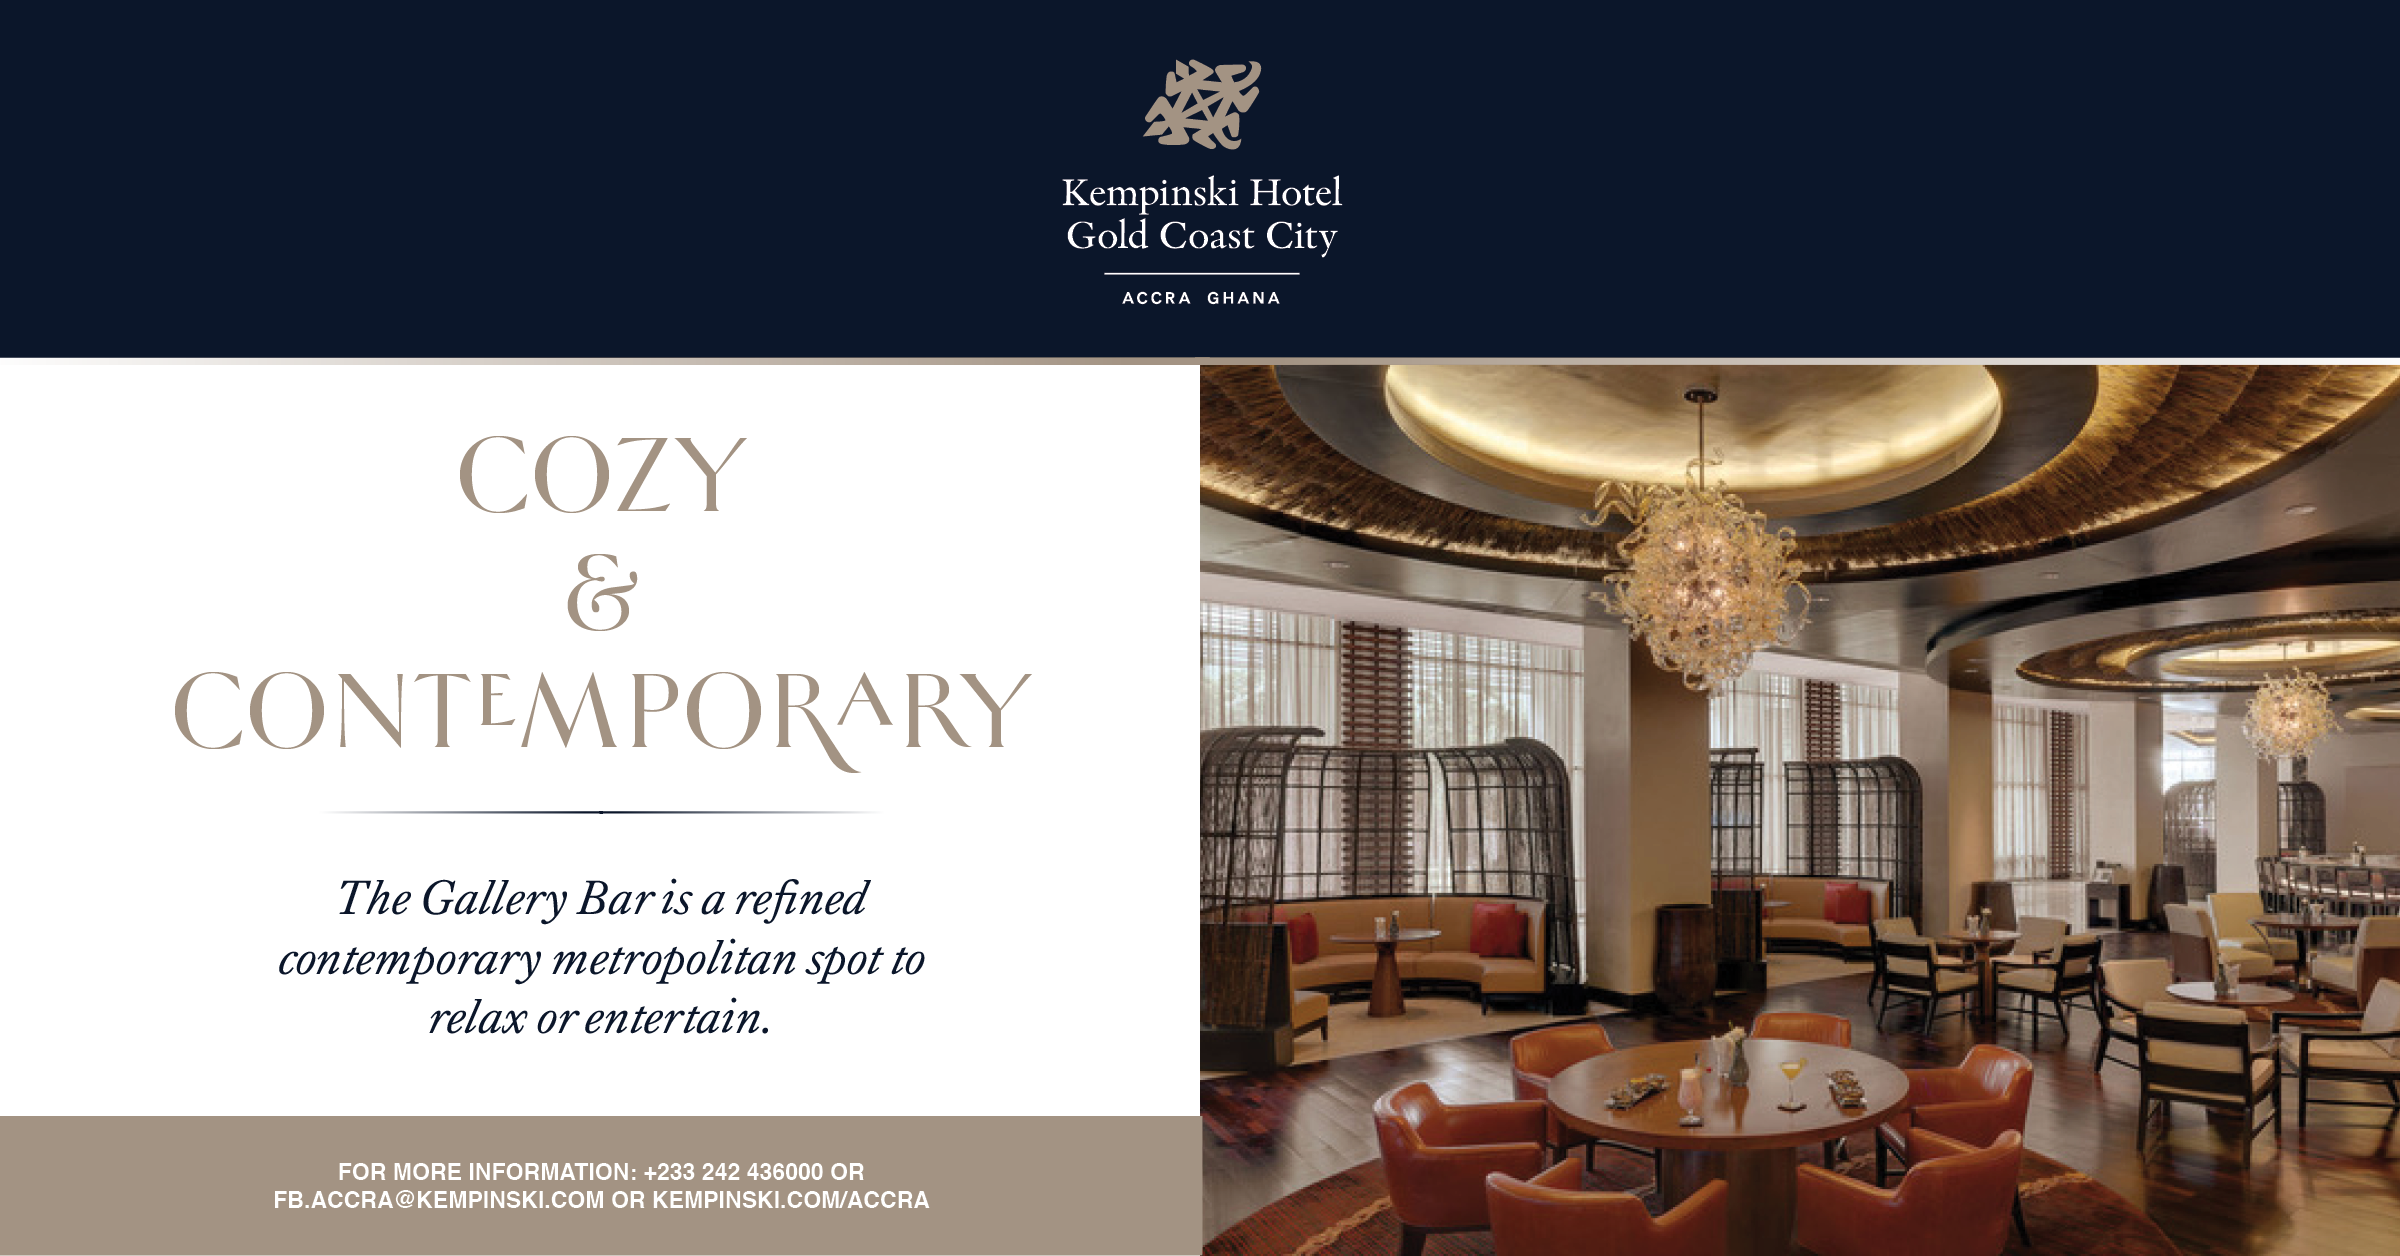 Kempinski Hotel
Gold Coast City
ACCRA GHANA
COZY
&
CONTEMPORARY
The Gallery Bar is a refined
contemporary metropolitan spot to
relax or entertain.
FOR MORE INFORMATION: +233 242 436000 OR
FB.ACCRA@KEMPINSKI.COM OR KEMPINSKI.COM/ACCRA